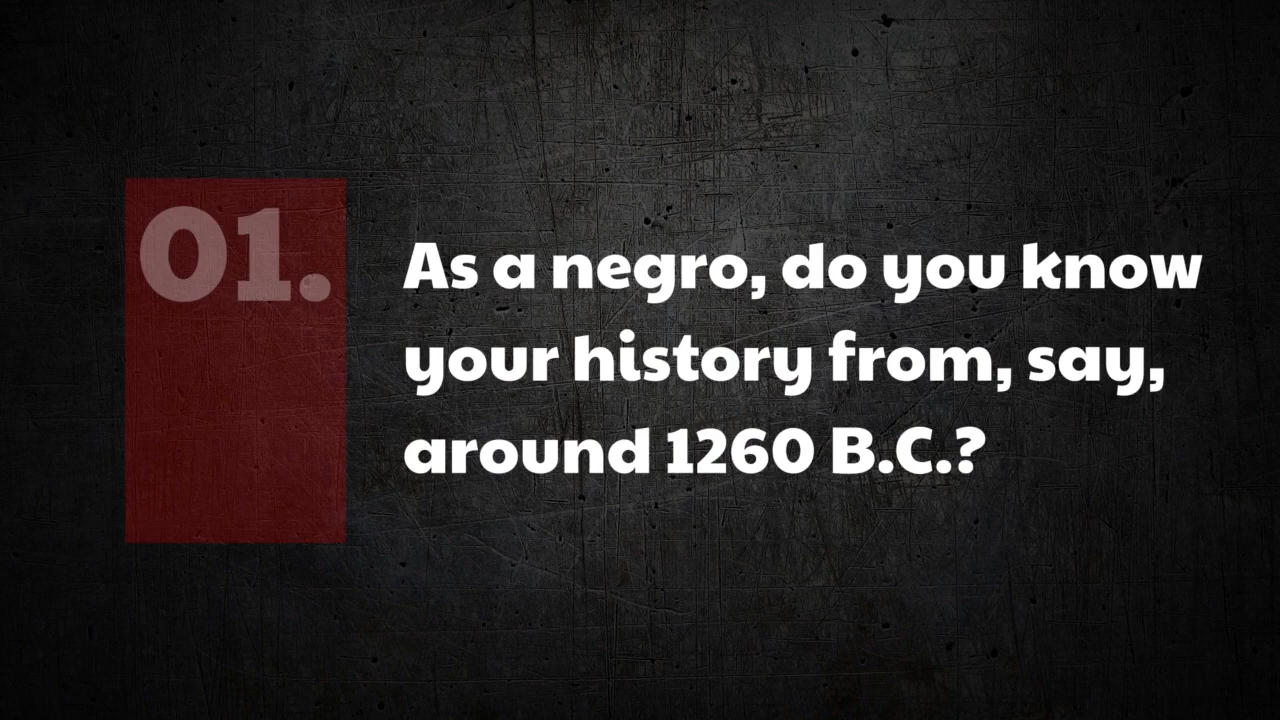 01.
As a negro, do you know
your history from, say,
around 1260 B.C.?